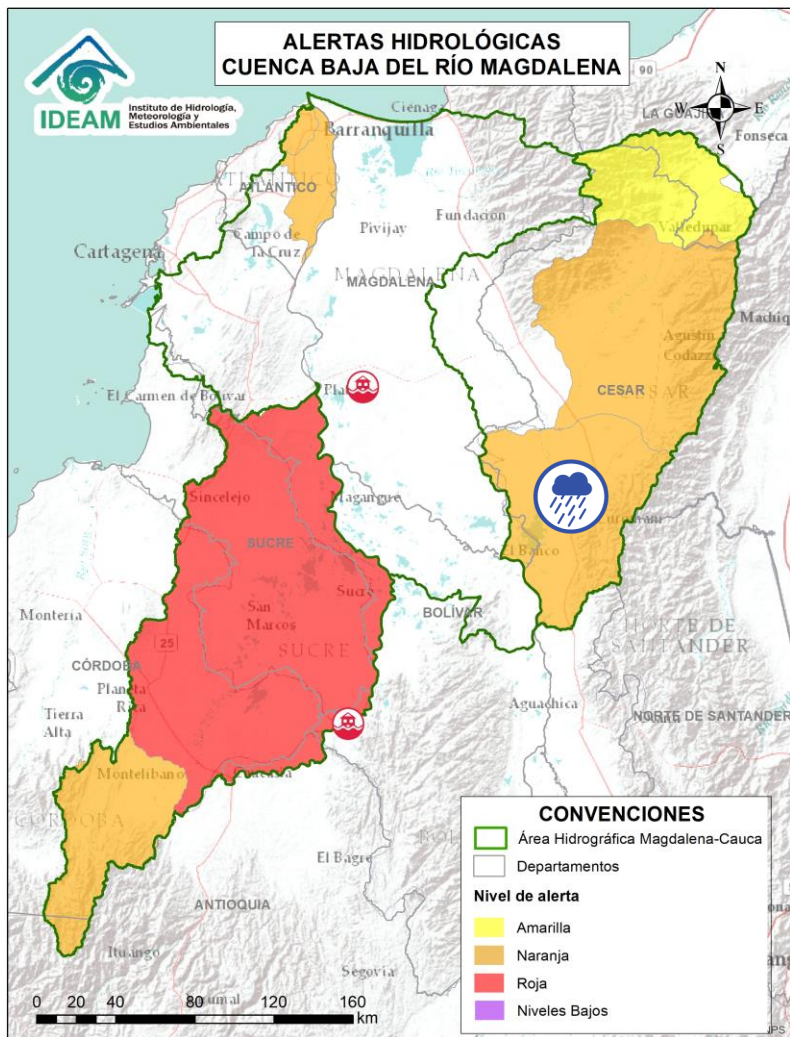 ALERTAS HIDROLÓGICAS
CUENCA BAJA DEL RÍO MAGDALENA
IDEAM
Instituto de Hidrología,
Meteorología y
Estudios Ambientales
90
N
W
E
S
LA GUAJIRA
Fonseca
Ciénaga
Barranquilla
ATLÁNTICO
Cartagena
Campo de
la Cruz
Pivijay
Fundación
Valledupar
MAGDALENA
MAGDALENA
Agustín
Codazzi
CESAR
El Carmen de Bolívar
Sincelejo
Magangue
SUCRE
El Banco
Sucre
BOLÍVAR
San
Marcos
SUCRE
Montería
25
CÓRDOBA
Planeta
Rica
Tierra
Alta
NORTE DE
SANTANDER
NORTE DE SANTANDER
Aguachica
Montelibano
CÓRDOBA
El Bagre
ANTIOQUIA
Ituango
Segovia
0 20 40 80 120 160
km
CONVENCIONES
Área Hidrográfica Magdalena-Cauca
Departamentos
Nivel de alerta
Amarilla
Naranja
Roja
Niveles Bajos